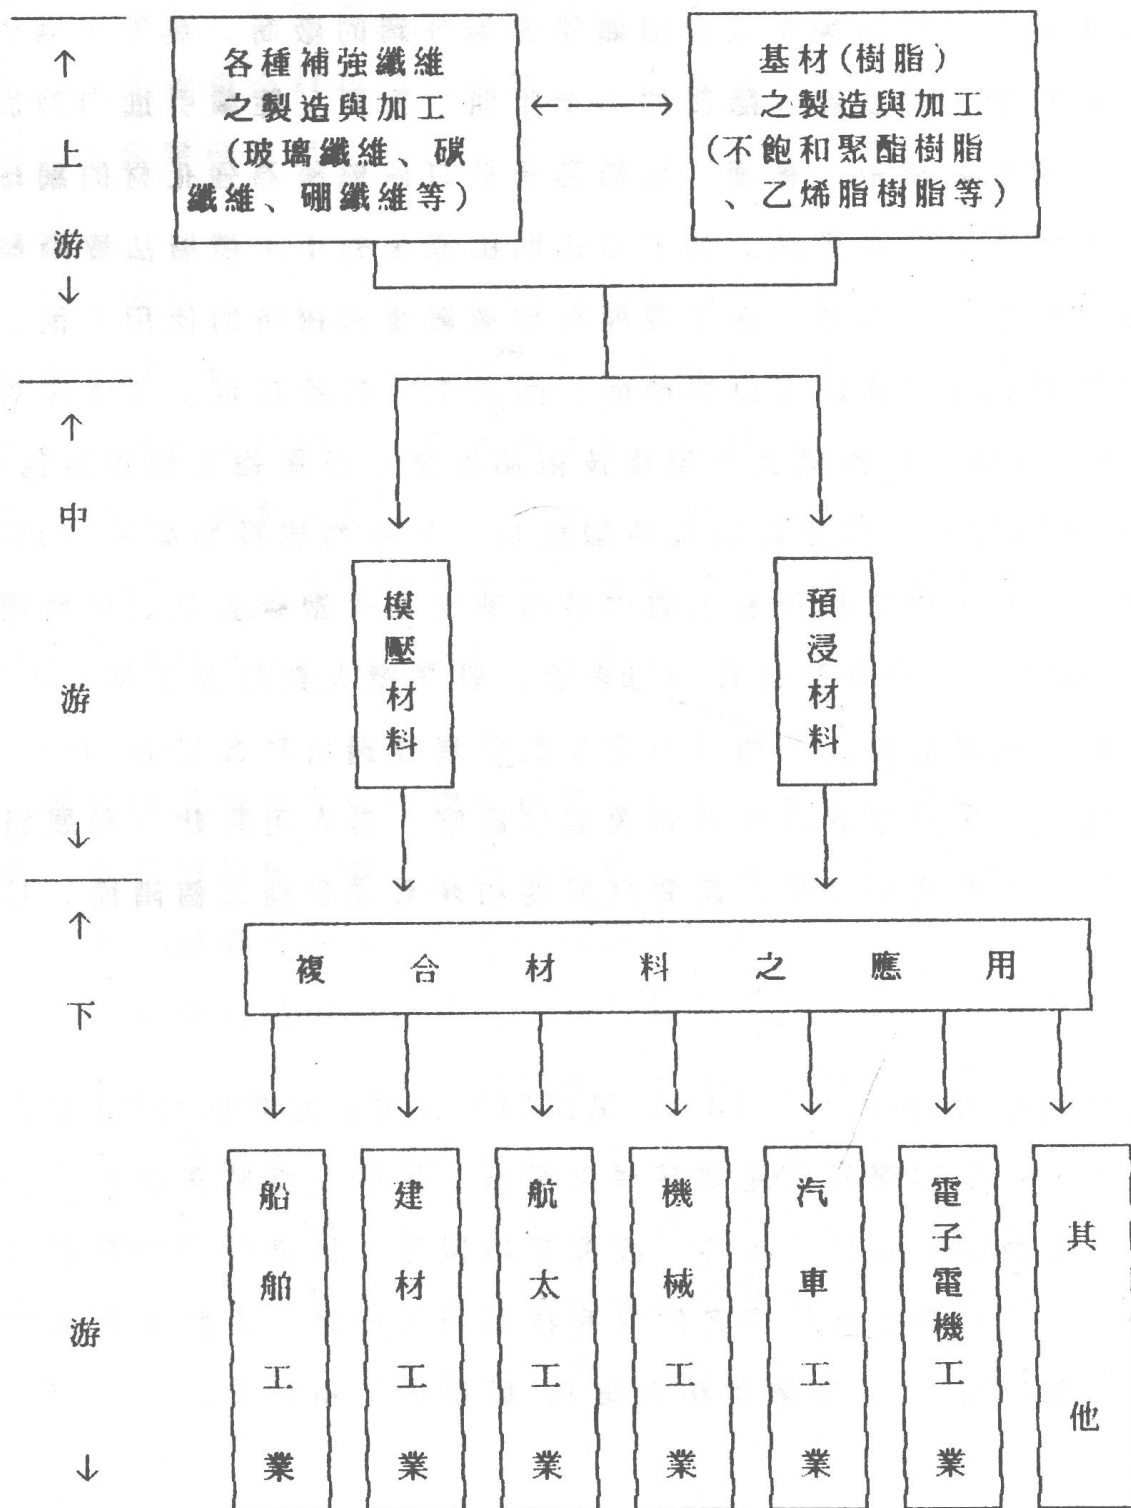 上游
各種補強纖維
之製造與加工
(玻璃纖維、碳
纖維、硼纖維等)
基材(樹脂)
之製造與加工
(不飽和聚酯樹脂
、乙烯脂樹脂等)
中游
模壓材料
預浸材料
下游
複合材料之應用
船舶工業
建材工業
航太工業
機械工業
汽車工業
電子電機工業
其他